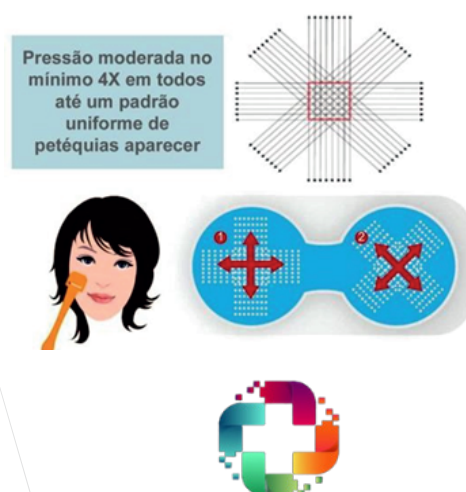 Pressão moderada no
mínimo 4X em todos
até um padrão
uniforme de
petéquias aparecer
1
2